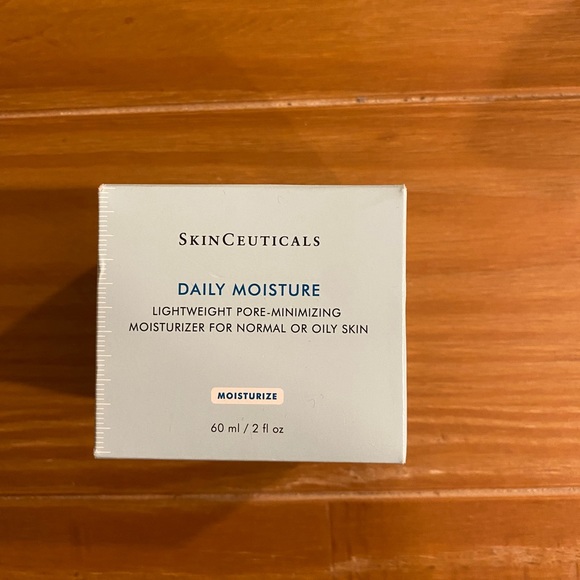 SKINCEUTICALS
DAILY MOISTURE
LIGHTWEIGHT PORE-MINIMIZING
MOISTURIZER FOR NORMAL OR OILY SKIN
MOISTURIZE
60 ml / 2 fl oz